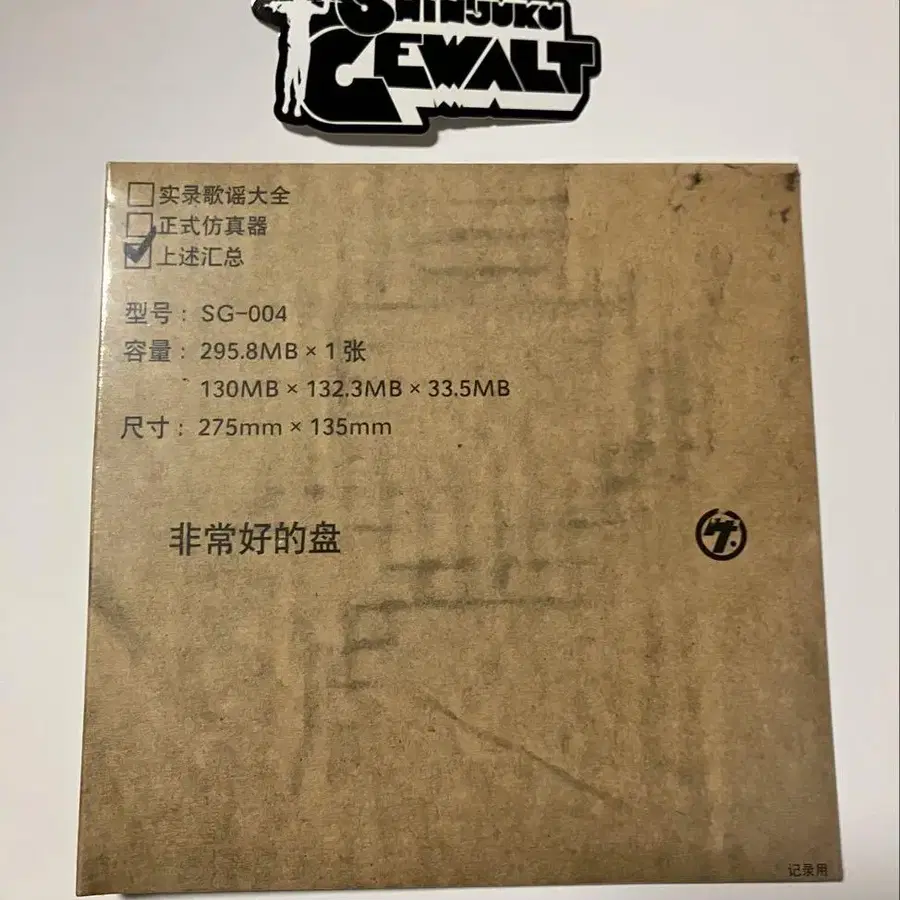 SHINJUKU
GEWALT
实录歌谣大全
正式仿真器
上述汇总
型号： SG-004
容量： 295.8MB × 1 张
130MB × 132.3MB × 33.5MB
尺寸： 275mm × 135mm
非常好的盘
记录用